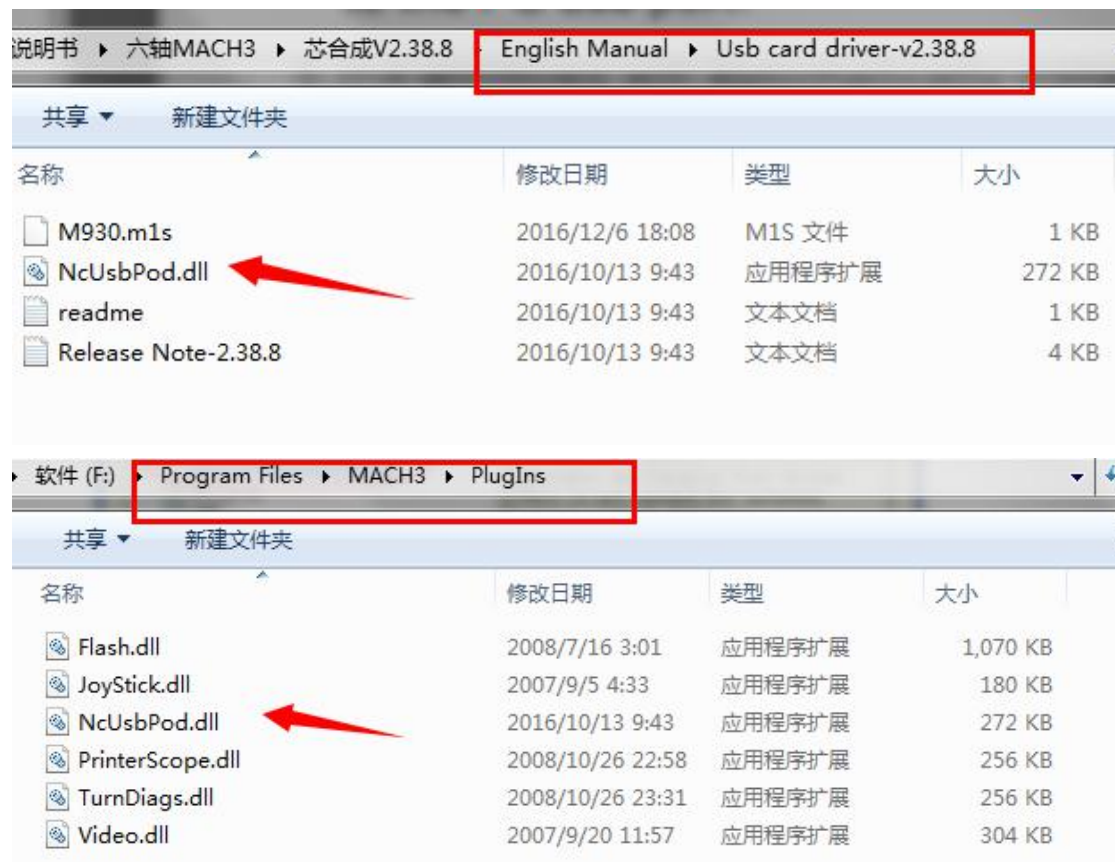 说明书 ▸ 六轴MACH3 ▸ 芯合成V2.38.8 ▸ English Manual ▸ Usb card driver-v2.38.8
共享 ▼ 新建文件夹
名称 修改日期 类型 大小
M930.m1s 2016/12/6 18:08 M1S 文件 1 KB
NcUsbPod.dll 2016/10/13 9:43 应用程序扩展 272 KB
readme 2016/10/13 9:43 文本文档 1 KB
Release Note-2.38.8 2016/10/13 9:43 文本文档 4 KB
软件 (F:) ▸ Program Files ▸ MACH3 ▸ PlugIns
共享 ▼ 新建文件夹
名称 修改日期 类型 大小
Flash.dll 2008/7/16 3:01 应用程序扩展 1,070 KB
JoyStick.dll 2007/9/5 4:33 应用程序扩展 180 KB
NcUsbPod.dll 2016/10/13 9:43 应用程序扩展 272 KB
PrinterScope.dll 2008/10/26 22:58 应用程序扩展 256 KB
TurnDiags.dll 2008/10/26 23:31 应用程序扩展 256 KB
Video.dll 2007/9/20 11:57 应用程序扩展 304 KB